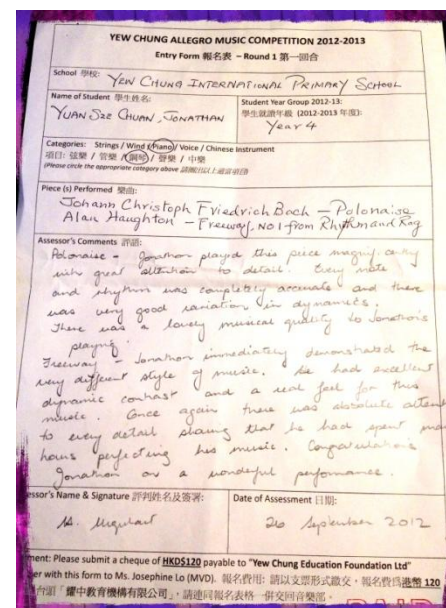 YEW CHUNG ALLEGRO MUSIC COMPETITION 2012-2013
Entry Form 報名表 – Round 1 第一回合
School 學校: YEW CHUNG INTERNATIONAL PRIMARY SCHOOL
Name of Student 學生姓名:
YUAN SZE CHUAN, JONATHAN
Student Year Group 2012-13:
學生就讀年級 (2012-2013 年度):
Year 4
Categories: Strings / Wind / Piano / Voice / Chinese Instrument
項目: 弦樂 / 管樂 / 鋼琴 / 聲樂 / 中樂
(Please circle the appropriate category above 請圈出以上適當項目)
Piece (s) Performed 樂曲:
Johann Christoph Friedrich Bach – Polonaise
Alan Haughton – Freeway, NO1 from Rhythm and Rag
Assessor's Comments 評語:
Polonaise – Jonathon played this piece magnificently
with great attention to detail. Every note
and rhythm was completely accurate and there
was very good variation in dynamics.
There was a lovely musical quality to Jonathon's
playing.
Freeway – Jonathon immediately demonstrated the
very different style of music. He had excellent
dynamic contrast and a real feel for this
music. Once again there was absolute attent
to every detail showing that he had spent man
hours perfecting his music. Congratulations
Jonathon on a wonderful performance.
essor's Name & Signature 評判姓名及簽署:
Date of Assessment 日期:
26 September 2012
ment: Please submit a cheque of HKD$120 payable to "Yew Chung Education Foundation Ltd"
er with this form to Ms. Josephine Lo (MVD). 報名費用: 請以支票形式繳交，報名費爲港幣 120
台頭「耀中教育機構有限公司」, 請連同報名表格一併交回音樂部。